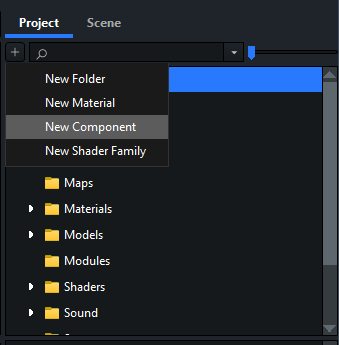 Project Scene
New Folder
New Material
New Component
New Shader Family
Maps
Materials
Models
Modules
Shaders
Sound